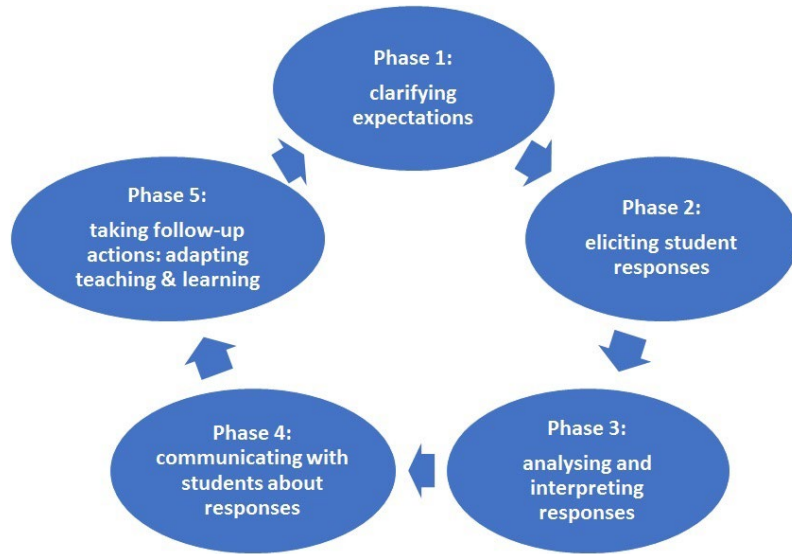 Phase 1:
clarifying
expectations
Phase 2:
eliciting student
responses
Phase 3:
analysing and
interpreting
responses
Phase 4:
communicating with
students about
responses
Phase 5:
taking follow-up
actions: adapting
teaching & learning